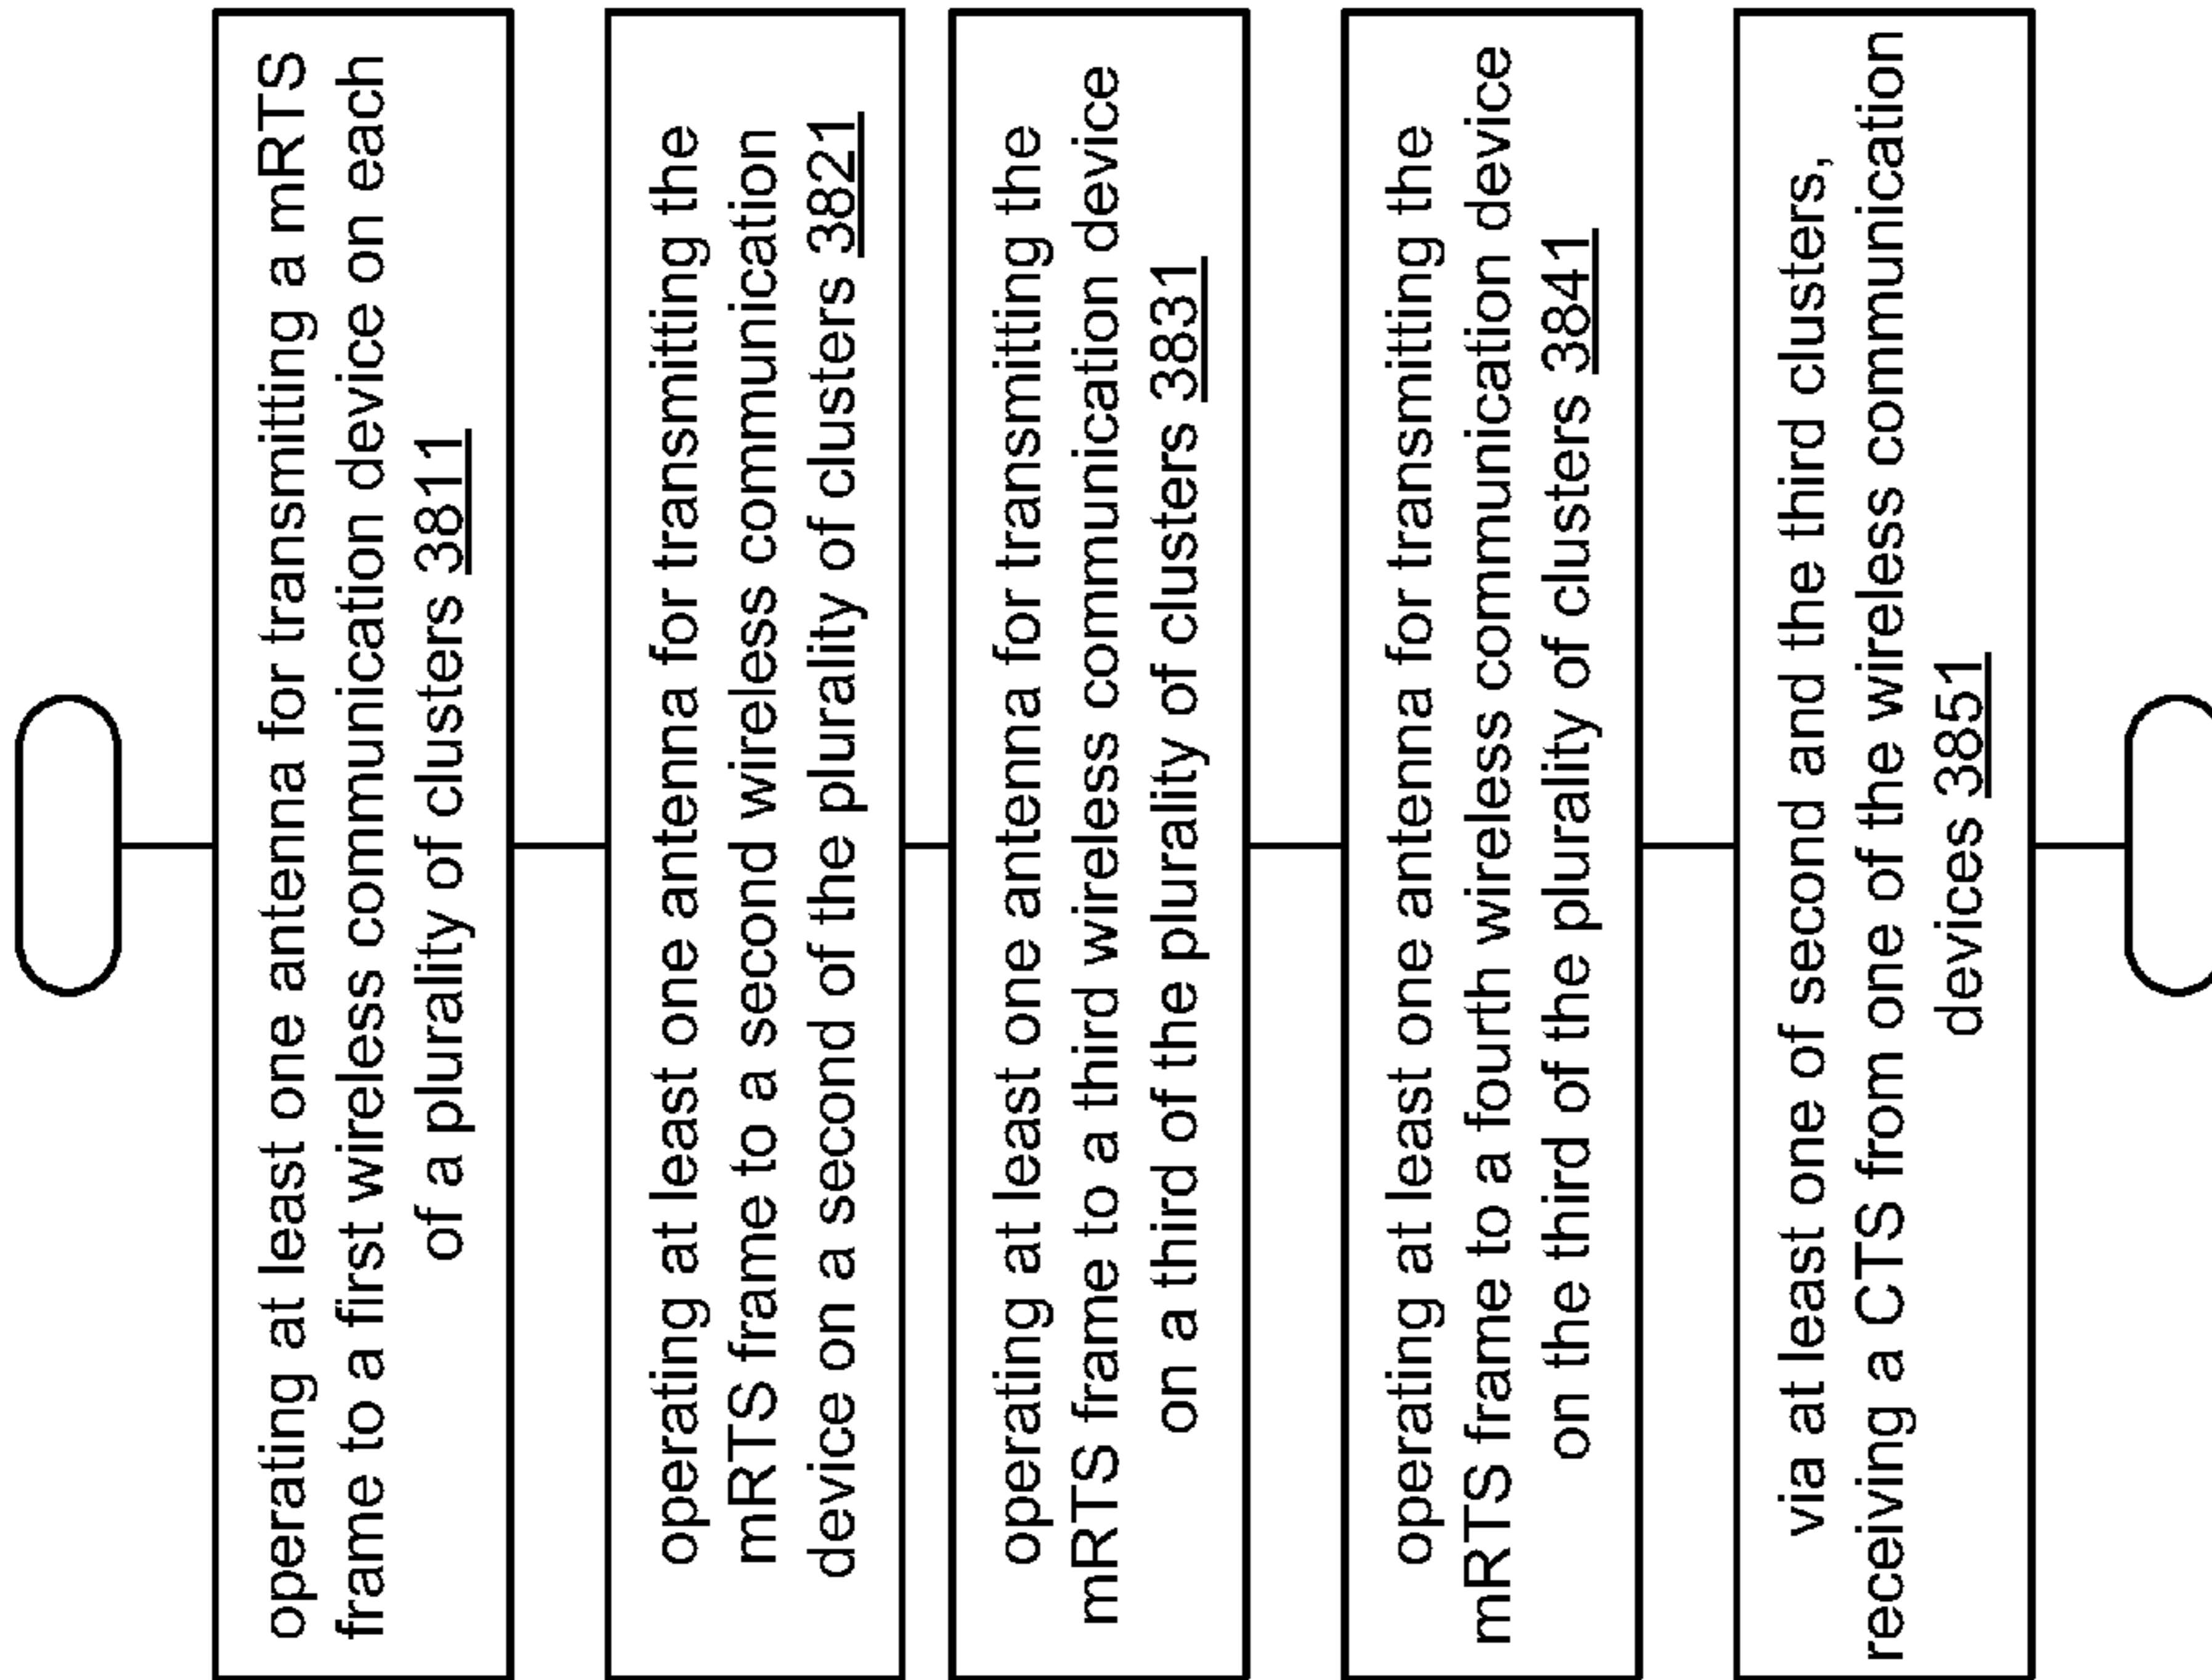 operating at least one antenna for transmitting a mRTS
frame to a first wireless communication device on each
of a plurality of clusters 3811
operating at least one antenna for transmitting the
mRTS frame to a second wireless communication
device on a second of the plurality of clusters 3821
operating at least one antenna for transmitting the
mRTS frame to a third wireless communication device
on a third of the plurality of clusters 3831
operating at least one antenna for transmitting the
mRTS frame to a fourth wireless communication device
on the third of the plurality of clusters 3841
via at least one of second and the third clusters,
receiving a CTS from one of the wireless communication
devices 3851